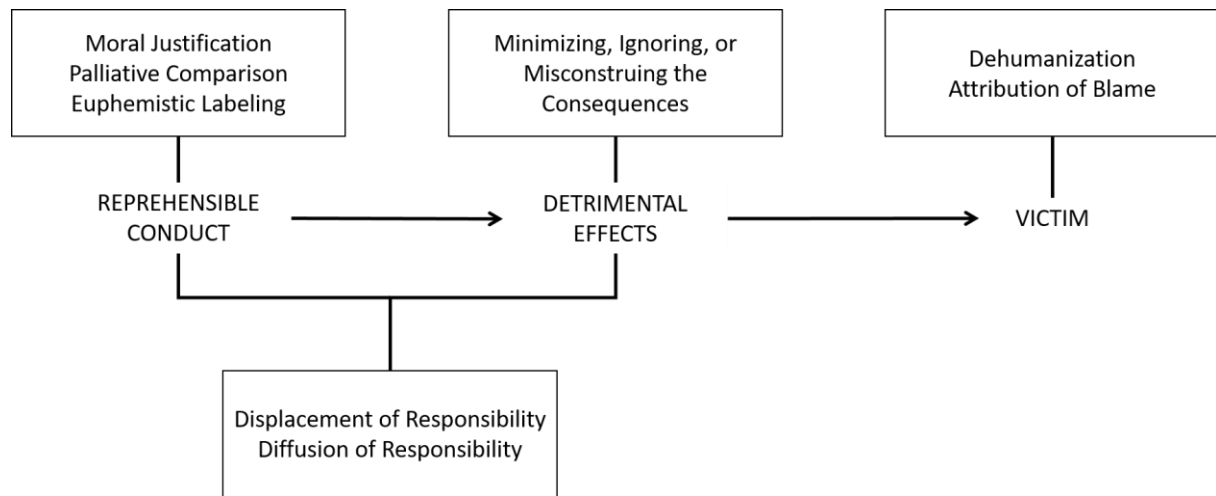 Moral Justification
Palliative Comparison
Euphemistic Labeling
Minimizing, Ignoring, or
Misconstruing the
Consequences
Dehumanization
Attribution of Blame
REPREHENSIBLE
CONDUCT
DETRIMENTAL
EFFECTS
VICTIM
Displacement of Responsibility
Diffusion of Responsibility